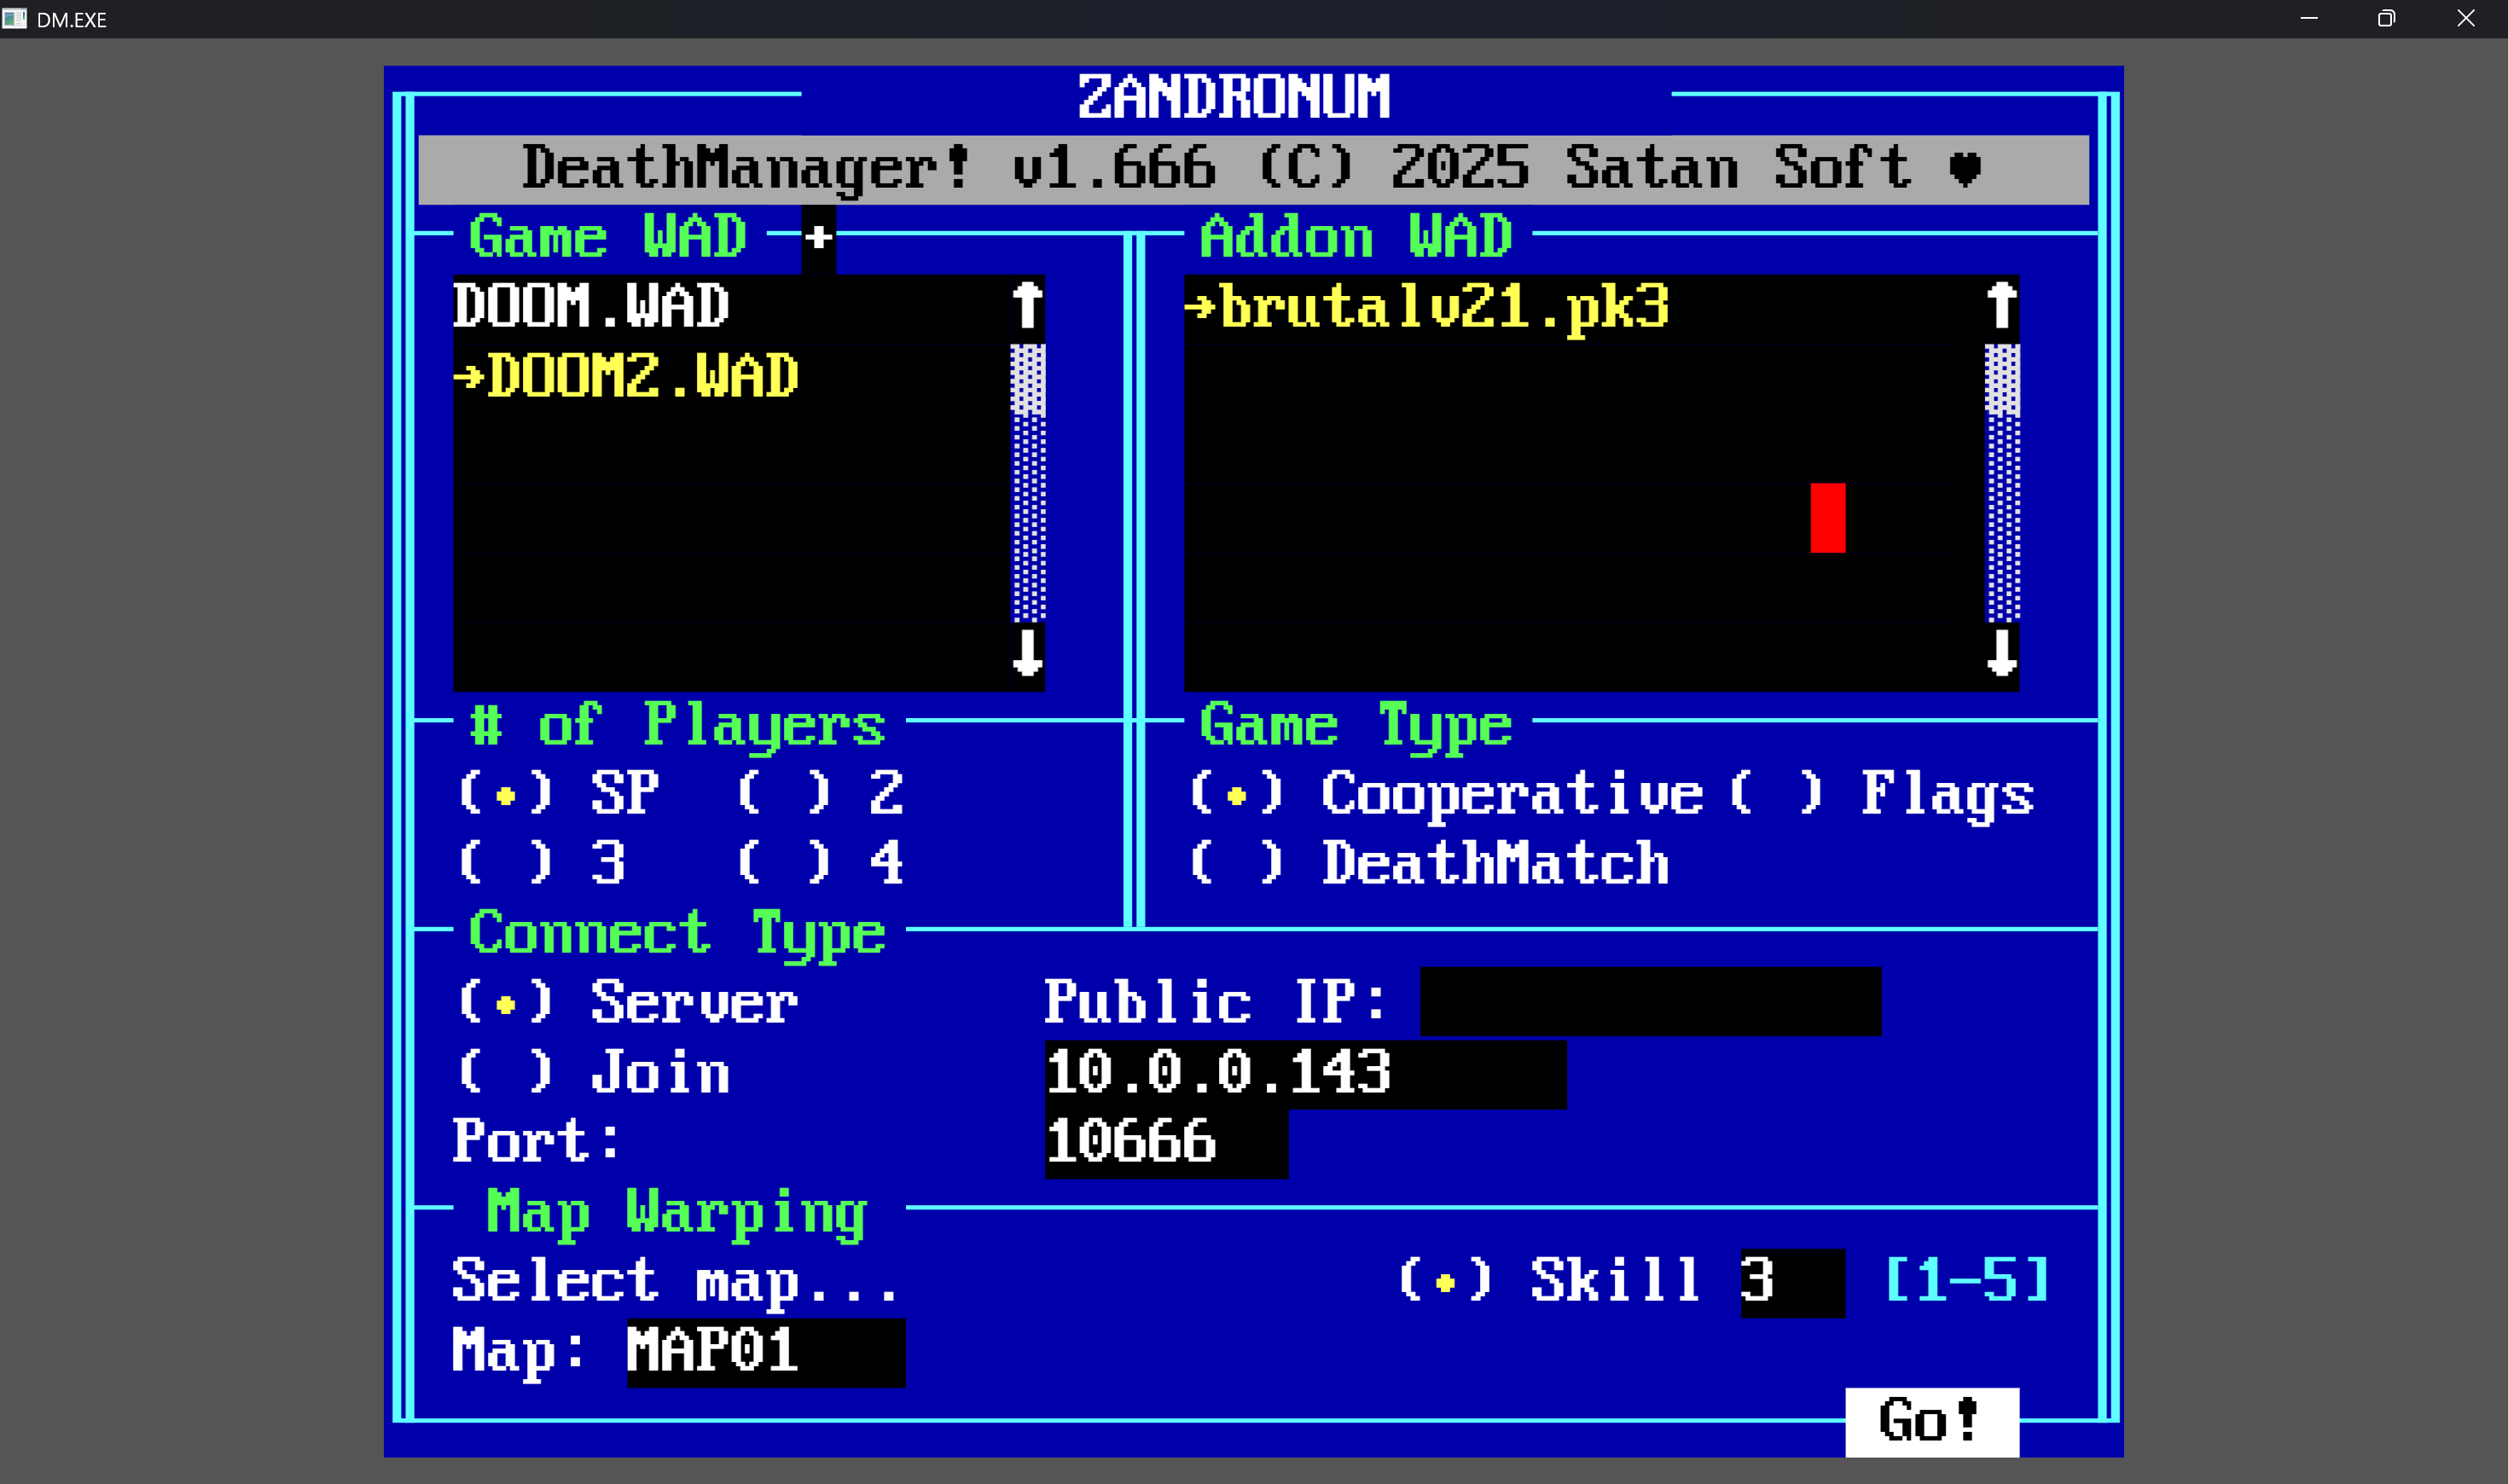 DM.EXE
ZANDRONUM
DeathManager! v1.666 (C) 2025 Satan Soft ♥
Game WAD +
Addon WAD
DOOM.WAD ↑
→DOOM2.WAD
↓
→brutalv21.pk3 ↑
↓
# of Players
(•) SP ( ) 2
( ) 3 ( ) 4
Game Type
(•) Cooperative ( ) Flags
( ) DeathMatch
Connect Type
(•) Server Public IP:
( ) Join 10.0.0.143
Port: 10666
Map Warping
Select map... (•) Skill 3 [1-5]
Map: MAP01
Go!